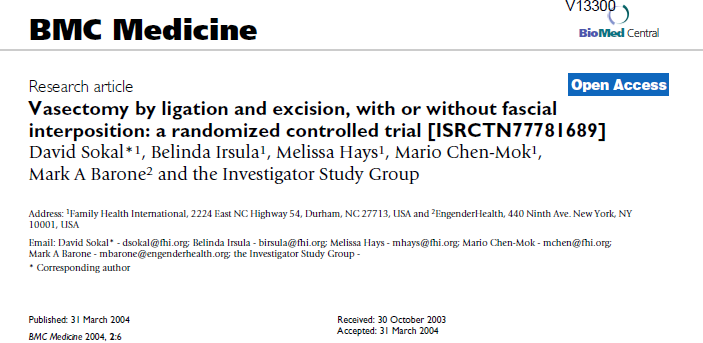 V13300
BMC Medicine
BioMed Central
Research article
Open Access
Vasectomy by ligation and excision, with or without fascial
interposition: a randomized controlled trial [ISRCTN77781689]
David Sokal*¹, Belinda Irsula¹, Melissa Hays¹, Mario Chen-Mok¹,
Mark A Barone² and the Investigator Study Group
Address: ¹Family Health International, 2224 East NC Highway 54, Durham, NC 27713, USA and ²EngenderHealth, 440 Ninth Ave. New York, NY
10001, USA
Email: David Sokal* - dsokal@fhi.org; Belinda Irsula - birsula@fhi.org; Melissa Hays - mhays@fhi.org; Mario Chen-Mok - mchen@fhi.org;
Mark A Barone - mbarone@engenderhealth.org; the Investigator Study Group -
* Corresponding author
Published: 31 March 2004
BMC Medicine 2004, 2:6
Received: 30 October 2003
Accepted: 31 March 2004